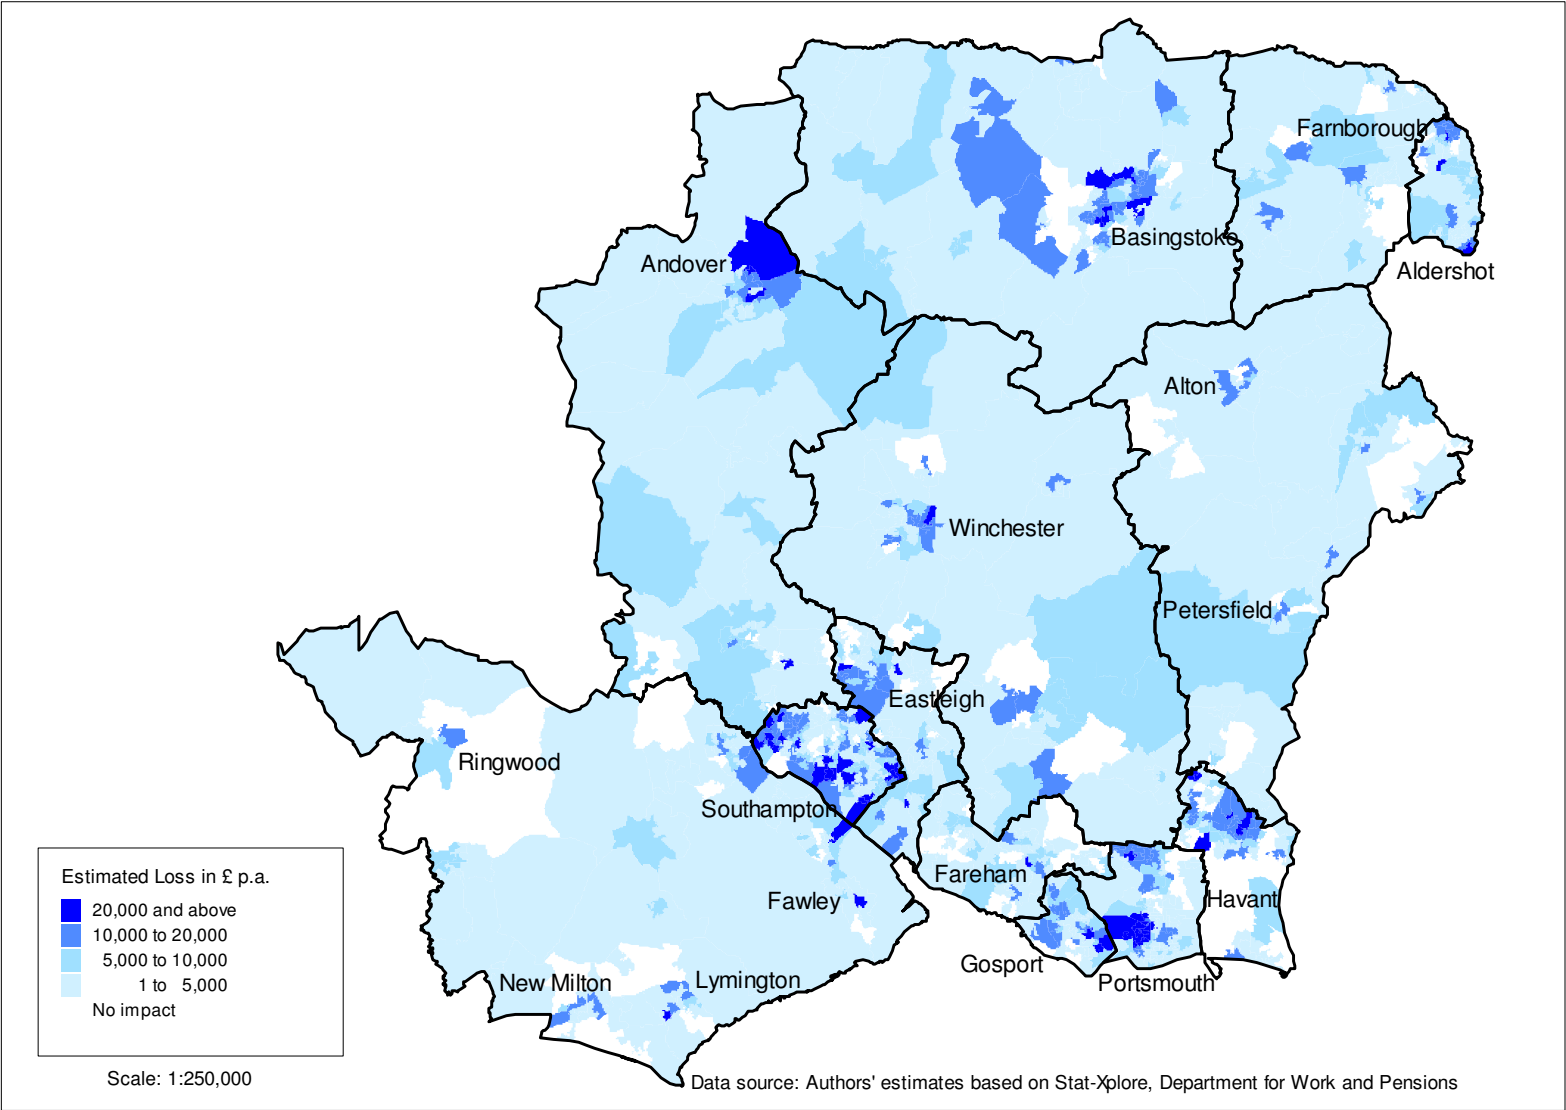 Farnborough
Basingstoke
Andover
Aldershot
Alton
Winchester
Petersfield
Eastleigh
Ringwood
Southampton
Fareham
Fawley
Havant
Gosport
Portsmouth
New Milton
Lymington
Estimated Loss in £ p.a.
20,000 and above
10,000 to 20,000
5,000 to 10,000
1 to 5,000
No impact
Scale: 1:250,000
Data source: Authors' estimates based on Stat-Xplore, Department for Work and Pensions